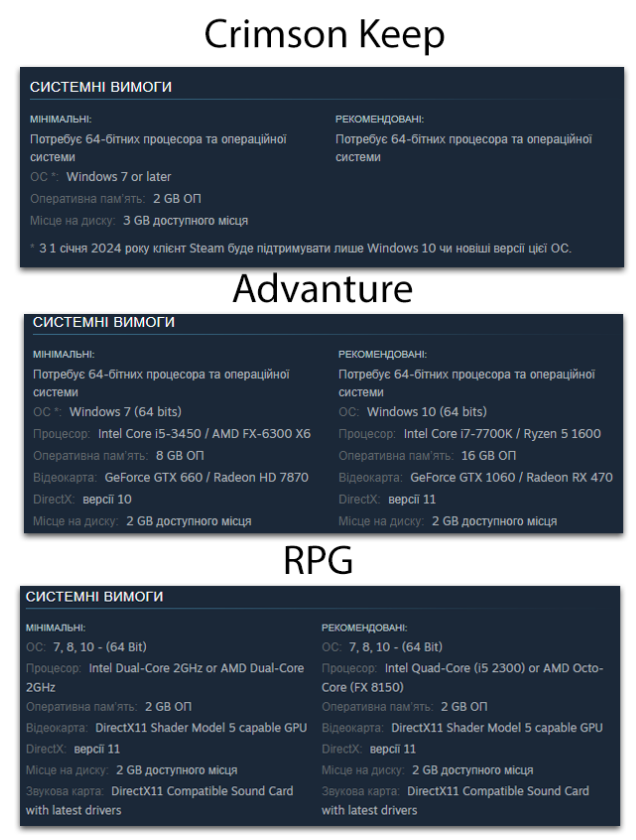 Crimson Keep
СИСТЕМНІ ВИМОГИ
МІНІМАЛЬНІ:
Потребує 64-бітних процесора та операційної
системи
ОС *: Windows 7 or later
Оперативна пам’ять: 2 GB ОП
Місце на диску: 3 GB доступного місця
РЕКОМЕНДОВАНІ:
Потребує 64-бітних процесора та операційної
системи
* З 1 січня 2024 року клієнт Steam буде підтримувати лише Windows 10 чи новіші версії цієї ОС.
Advanture
СИСТЕМНІ ВИМОГИ
МІНІМАЛЬНІ:
Потребує 64-бітних процесора та операційної
системи
ОС *: Windows 7 (64 bits)
Процесор: Intel Core i5-3450 / AMD FX-6300 X6
Оперативна пам’ять: 8 GB ОП
Відеокарта: GeForce GTX 660 / Radeon HD 7870
DirectX: версії 10
Місце на диску: 2 GB доступного місця
РЕКОМЕНДОВАНІ:
Потребує 64-бітних процесора та операційної
системи
ОС: Windows 10 (64 bits)
Процесор: Intel Core i7-7700K / Ryzen 5 1600
Оперативна пам’ять: 16 GB ОП
Відеокарта: GeForce GTX 1060 / Radeon RX 470
DirectX: версії 11
Місце на диску: 2 GB доступного місця
RPG
СИСТЕМНІ ВИМОГИ
МІНІМАЛЬНІ:
ОС: 7, 8, 10 - (64 Bit)
Процесор: Intel Dual-Core 2GHz or AMD Dual-Core
2GHz
Оперативна пам’ять: 2 GB ОП
Відеокарта: DirectX11 Shader Model 5 capable GPU
DirectX: версії 11
Місце на диску: 2 GB доступного місця
Звукова карта: DirectX11 Compatible Sound Card
with latest drivers
РЕКОМЕНДОВАНІ:
ОС: 7, 8, 10 - (64 Bit)
Процесор: Intel Quad-Core (i5 2300) or AMD Octo-
Core (FX 8150)
Оперативна пам’ять: 2 GB ОП
Відеокарта: DirectX11 Shader Model 5 capable GPU
DirectX: версії 11
Місце на диску: 2 GB доступного місця
Звукова карта: DirectX11 Compatible Sound Card
with latest drivers